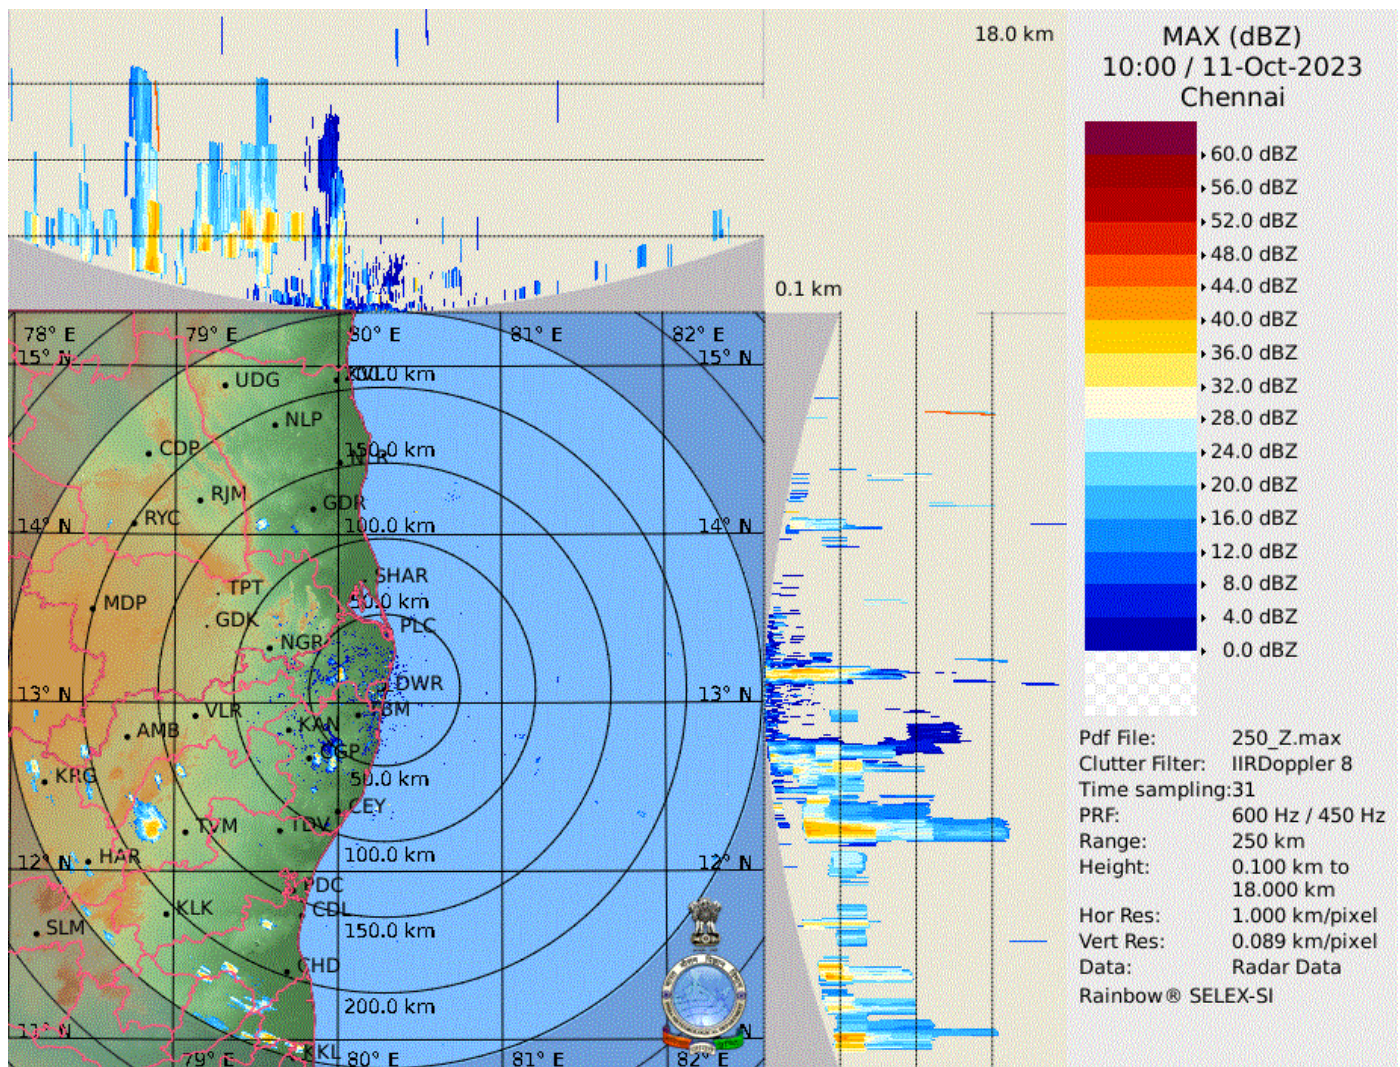 18.0 km
0.1 km
MAX (dBZ)
10:00 / 11-Oct-2023
Chennai
60.0 dBZ
56.0 dBZ
52.0 dBZ
48.0 dBZ
44.0 dBZ
40.0 dBZ
36.0 dBZ
32.0 dBZ
28.0 dBZ
24.0 dBZ
20.0 dBZ
16.0 dBZ
12.0 dBZ
8.0 dBZ
4.0 dBZ
0.0 dBZ
Pdf File: 250_Z.max
Clutter Filter: IIRDoppler 8
Time sampling:31
PRF: 600 Hz / 450 Hz
Range: 250 km
Height: 0.100 km to
18.000 km
Hor Res: 1.000 km/pixel
Vert Res: 0.089 km/pixel
Data: Radar Data
Rainbow® SELEX-SI
78° E 79° E 80° E 81° E 82° E
15° N 15° N
UDG
NLP
CDP
150.0 km
RJM
GDR
RYC
100.0 km
14° N 14° N
SHAR
TPT
50.0 km
MDP
GDK
PLC
NGR
DWR
13° N 13° N
VLR
KAN
AMB
CGP
KRG
50.0 km
CEY
TVM
TDV
HAR
100.0 km
12° N 12° N
PDC
KLK
CDL
SLM
150.0 km
CHD
200.0 km
11° N 11° N
KKL
79° E 80° E 81° E 82° E